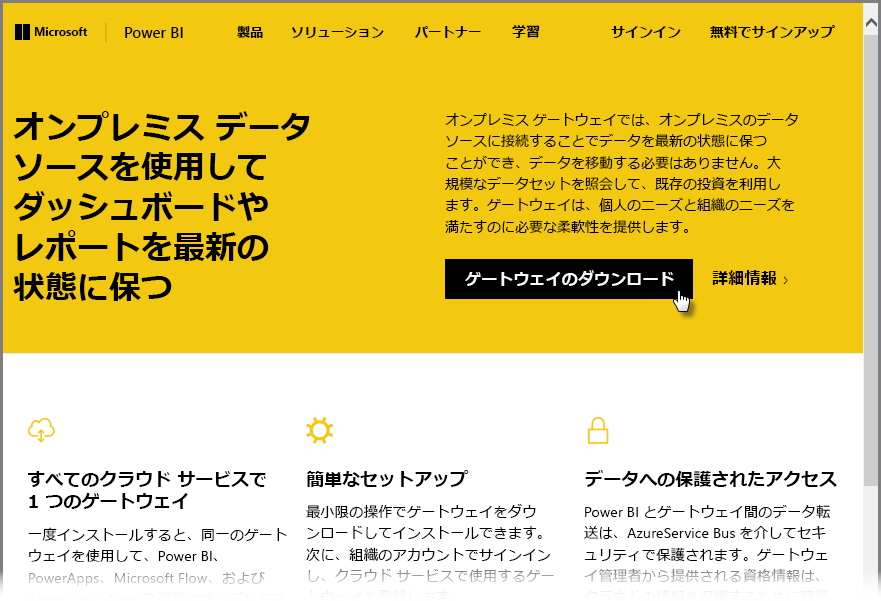 Microsoft Power BI 製品 ソリューション パートナー 学習 サインイン 無料でサインアップ
オンプレミス データ
ソースを使用して
ダッシュボードや
レポートを最新の
状態に保つ
オンプレミス ゲートウェイでは、オンプレミスのデータ
ソースに接続することでデータを最新の状態に保つ
ことができ、データを移動する必要はありません。大
規模なデータセットを照会して、既存の投資を利用し
ます。ゲートウェイは、個人のニーズと組織のニーズを
満たすのに必要な柔軟性を提供します。
ゲートウェイのダウンロード 詳細情報 ›
すべてのクラウド サービスで
1 つのゲートウェイ
一度インストールすると、同一のゲート
ウェイを使用して、Power BI、
PowerApps、Microsoft Flow、および
簡単なセットアップ
最小限の操作でゲートウェイをダウ
ンロードしてインストールできます。
次に、組織のアカウントでサインイン
し、クラウド サービスで使用するゲー
データへの保護されたアクセス
Power BI とゲートウェイ間のデータ転
送は、AzureService Bus を介してセキ
ュリティで保護されます。ゲートウェ
イ管理者から提供される資格情報は、